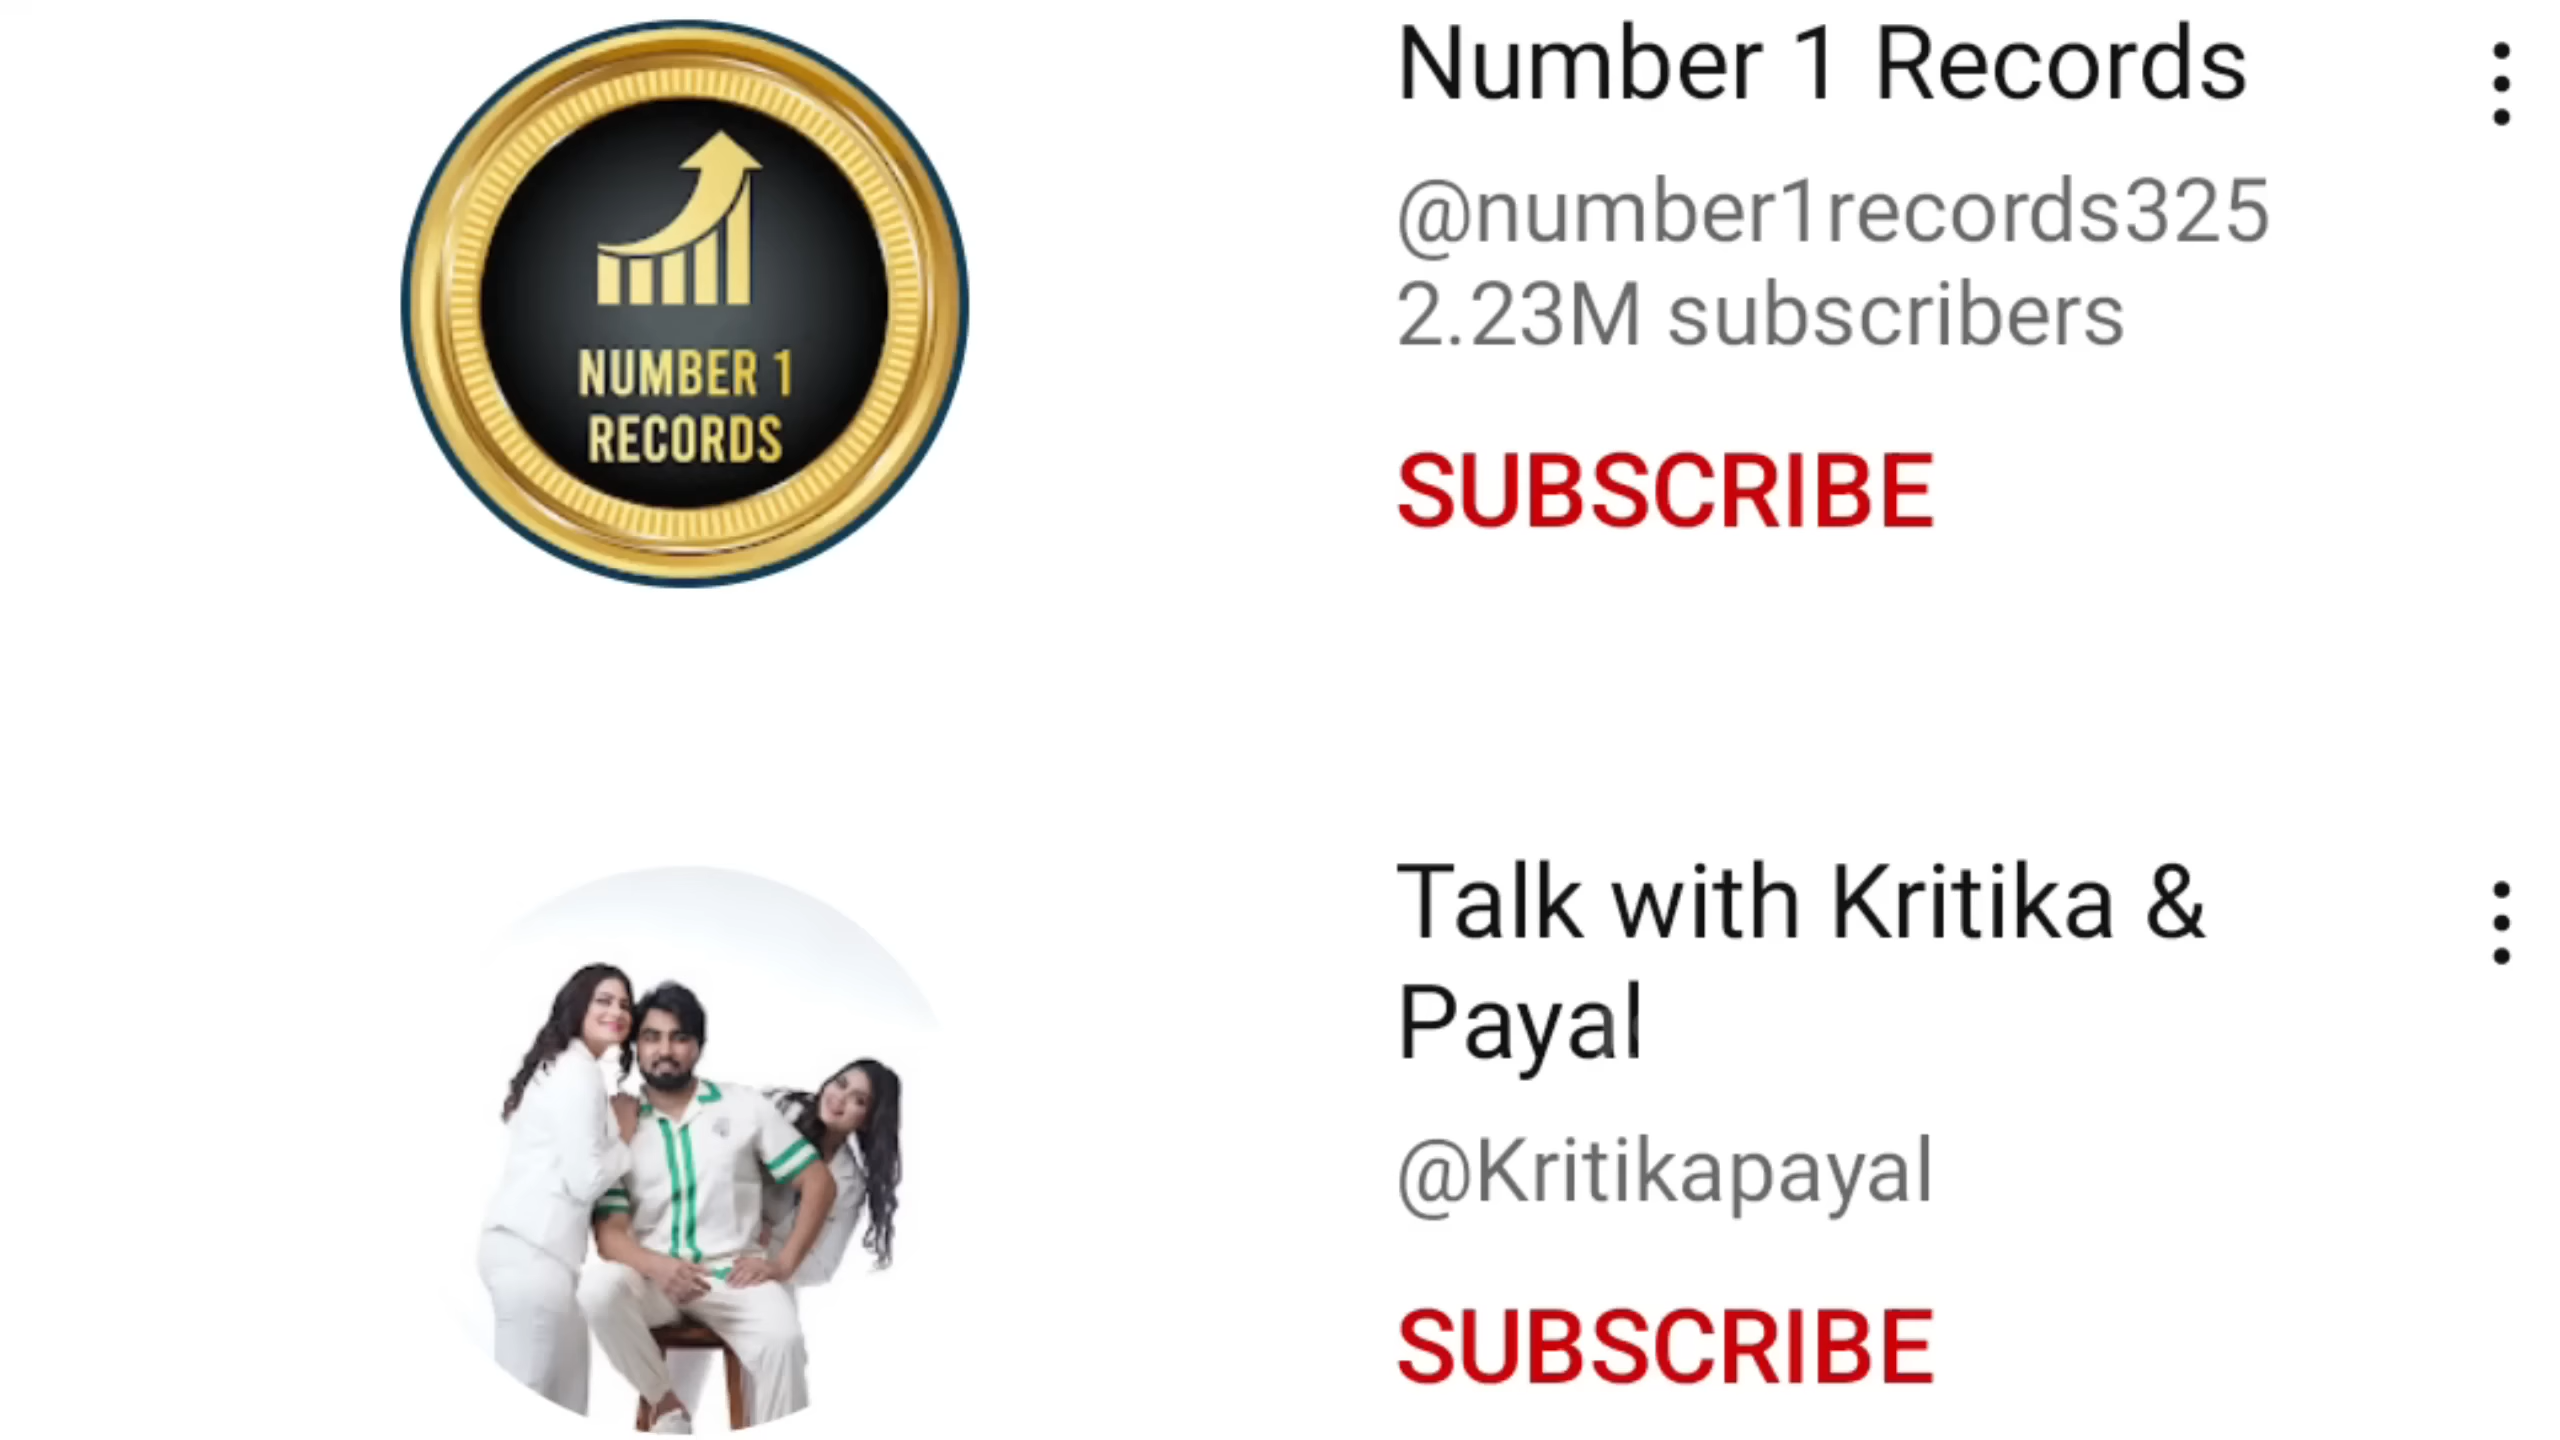 NUMBER 1
RECORDS
Number 1 Records
@number1records325
2.23M subscribers
SUBSCRIBE
Talk with Kritika &
Payal
@Kritikapayal
SUBSCRIBE